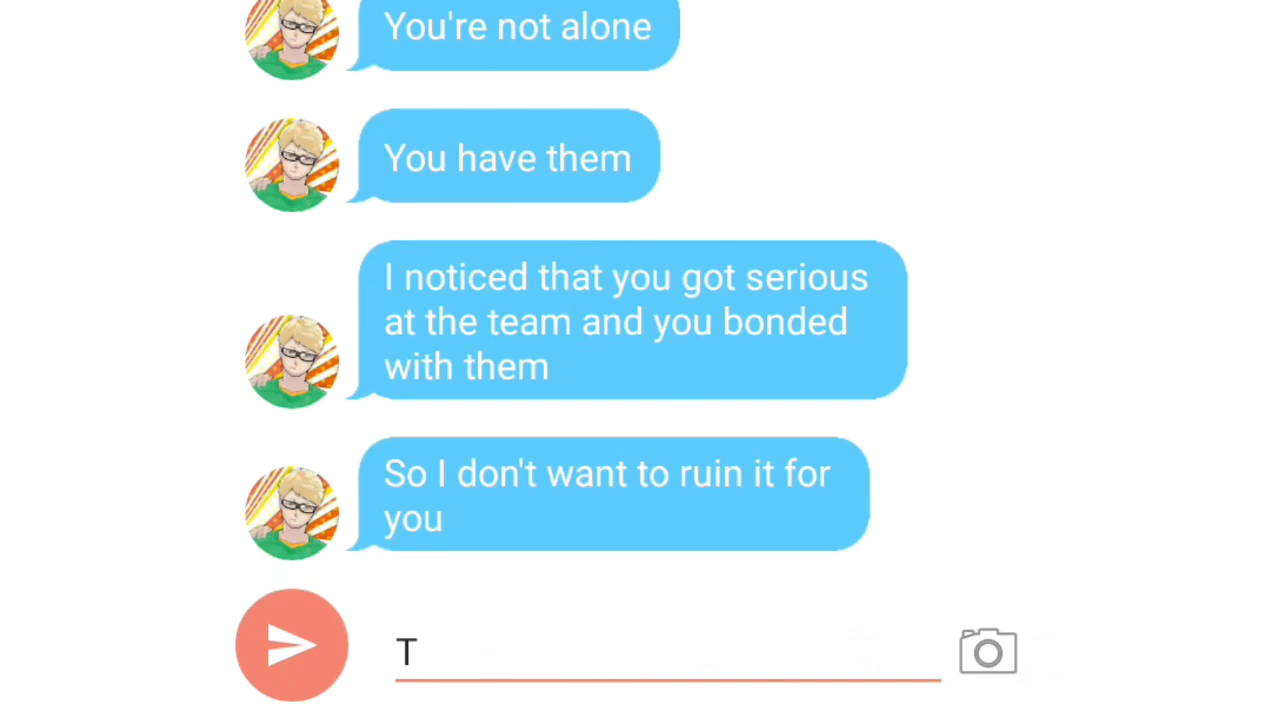 You're not alone
You have them
I noticed that you got serious
at the team and you bonded
with them
So I don't want to ruin it for
you
T